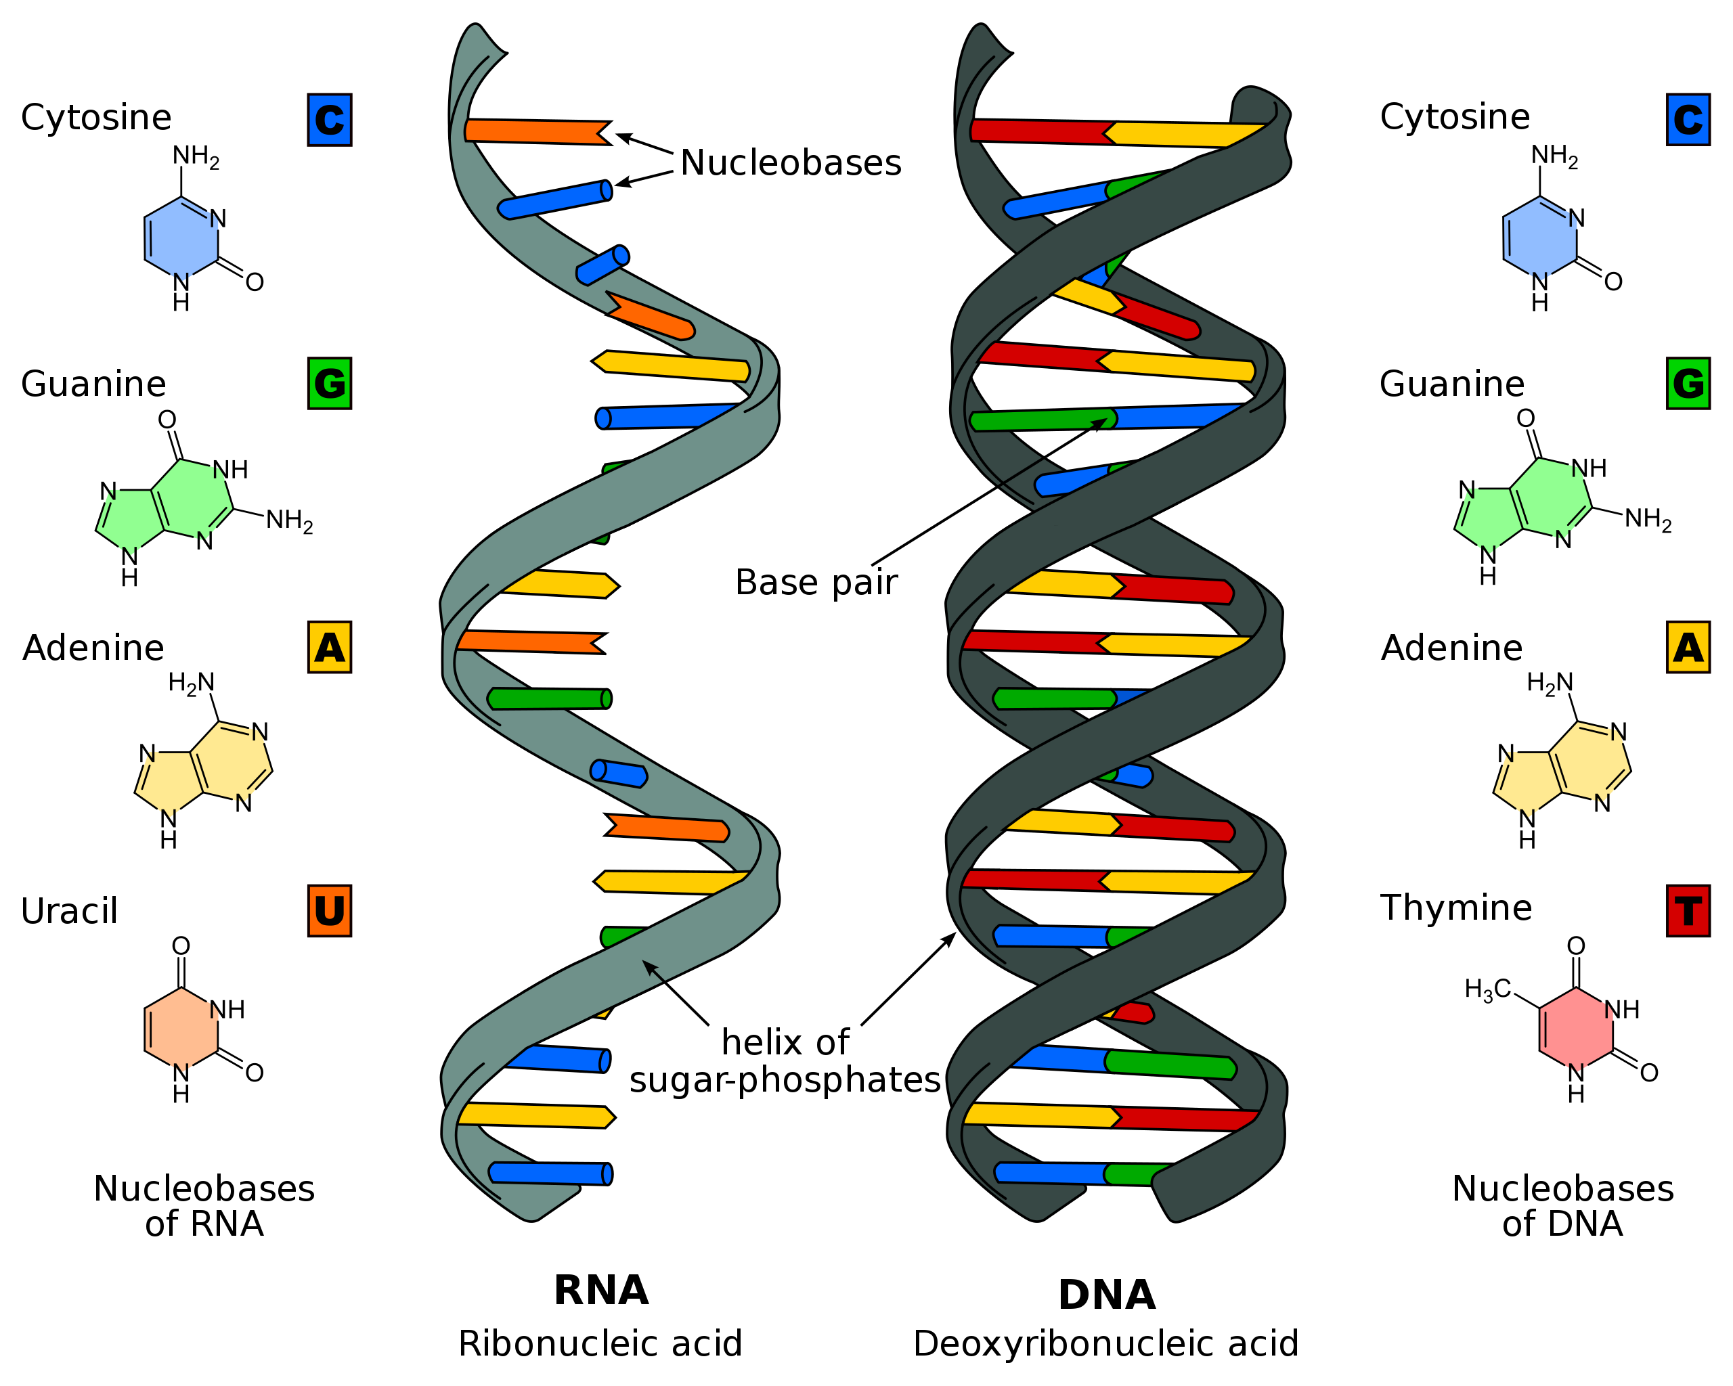 Cytosine C
NH2
N
N
H
O
Guanine G
O
N
NH
N
H
N
NH2
Adenine A
H2N
N
N
N
H
N
Uracil U
O
NH
N
H
O
Nucleobases
of RNA
Nucleobases
Base pair
helix of
sugar-phosphates
RNA
Ribonucleic acid
DNA
Deoxyribonucleic acid
Cytosine C
NH2
N
N
H
O
Guanine G
O
N
NH
N
H
N
NH2
Adenine A
H2N
N
N
N
H
N
Thymine T
O
H3C
NH
N
H
O
Nucleobases
of DNA